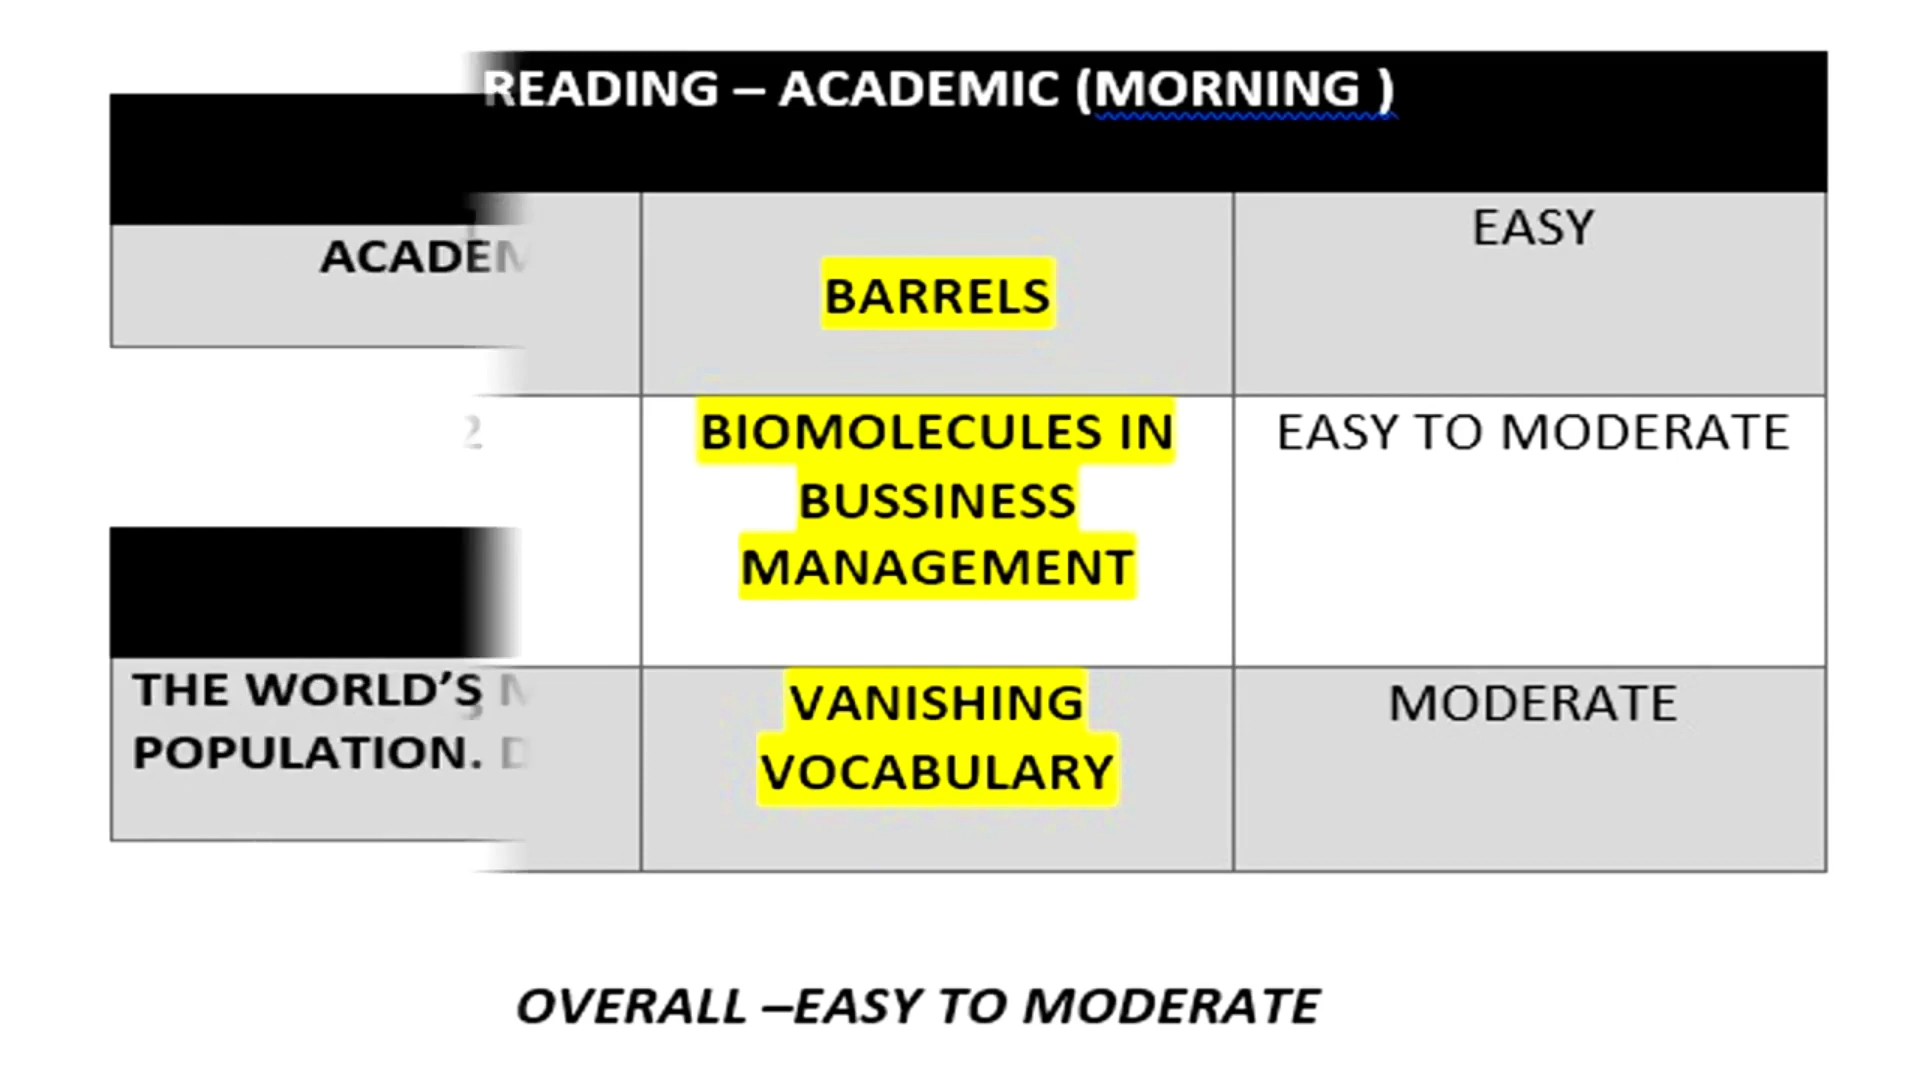 READING – ACADEMIC (MORNING )
EASY
BARRELS
2
BIOMOLECULES IN
EASY TO MODERATE
BUSSINESS
MANAGEMENT
THE WORLD’S
POPULATION.
VANISHING
MODERATE
VOCABULARY
OVERALL –EASY TO MODERATE